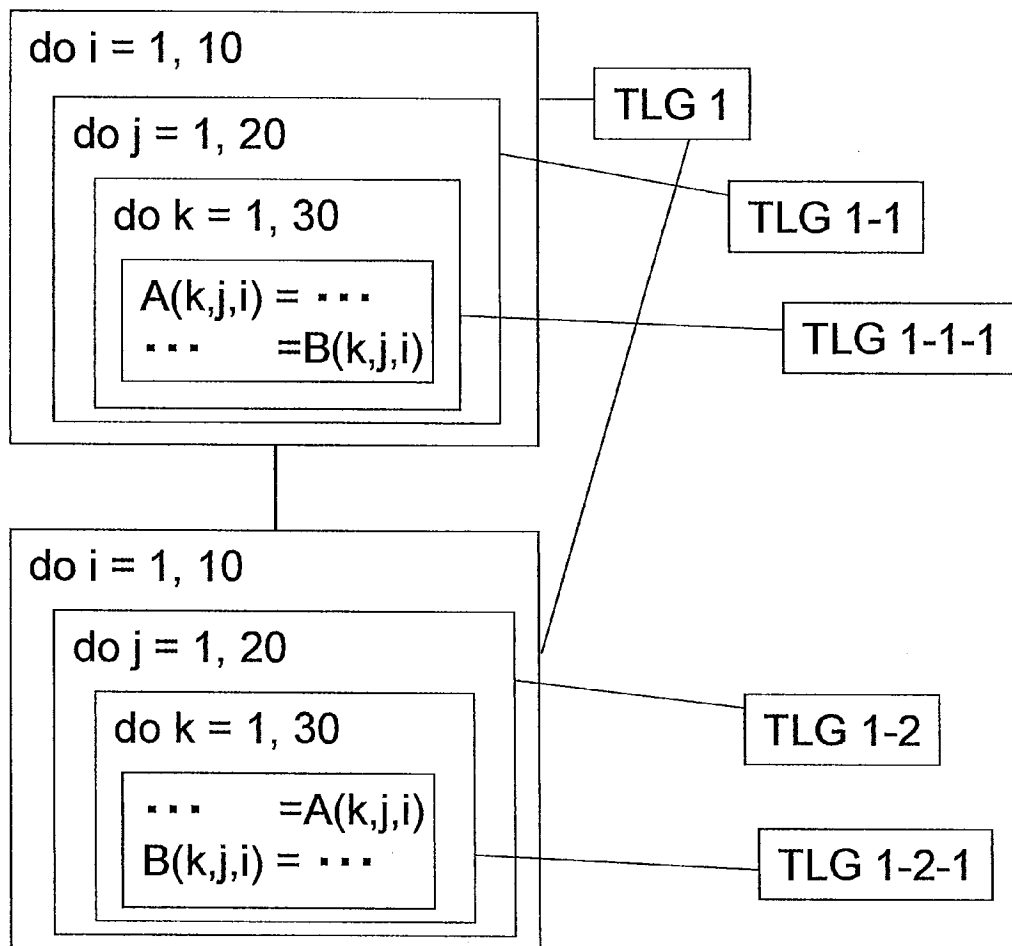 do i = 1, 10
TLG 1
do j = 1, 20
TLG 1-1
do k = 1, 30
A(k,j,i) = ･･･
･･･ =B(k,j,i)
TLG 1-1-1
do i = 1, 10
do j = 1, 20
TLG 1-2
do k = 1, 30
･･･ =A(k,j,i)
B(k,j,i) = ･･･
TLG 1-2-1